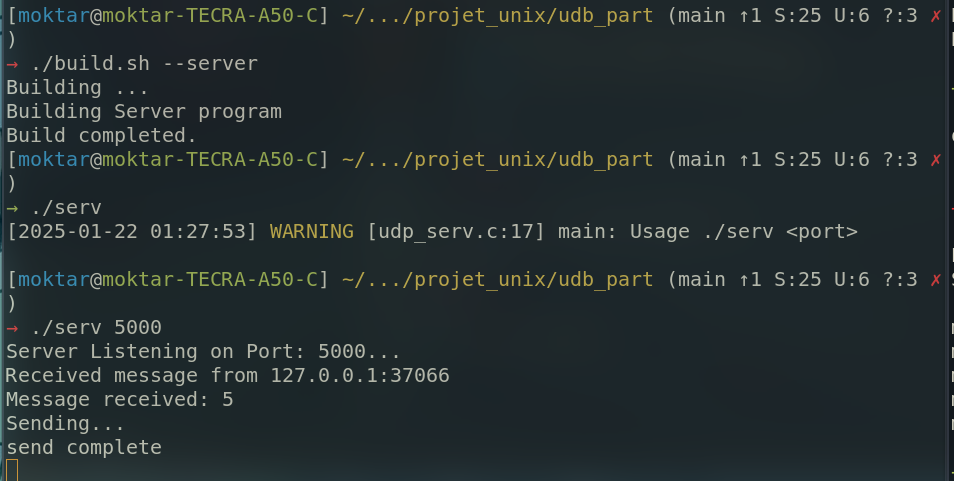 [moktar@moktar-TECRA-A50-C] ~/.../projet_unix/udb_part (main ↑1 S:25 U:6 ?:3 ✗
)
→ ./build.sh --server
Building ...
Building Server program
Build completed.
[moktar@moktar-TECRA-A50-C] ~/.../projet_unix/udb_part (main ↑1 S:25 U:6 ?:3 ✗
)
→ ./serv
[2025-01-22 01:27:53] WARNING [udp_serv.c:17] main: Usage ./serv <port>
[moktar@moktar-TECRA-A50-C] ~/.../projet_unix/udb_part (main ↑1 S:25 U:6 ?:3 ✗
)
→ ./serv 5000
Server Listening on Port: 5000...
Received message from 127.0.0.1:37066
Message received: 5
Sending...
send complete